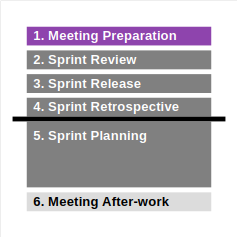 1. Meeting Preparation
2. Sprint Review
3. Sprint Release
4. Sprint Retrospective
5. Sprint Planning
6. Meeting After-work